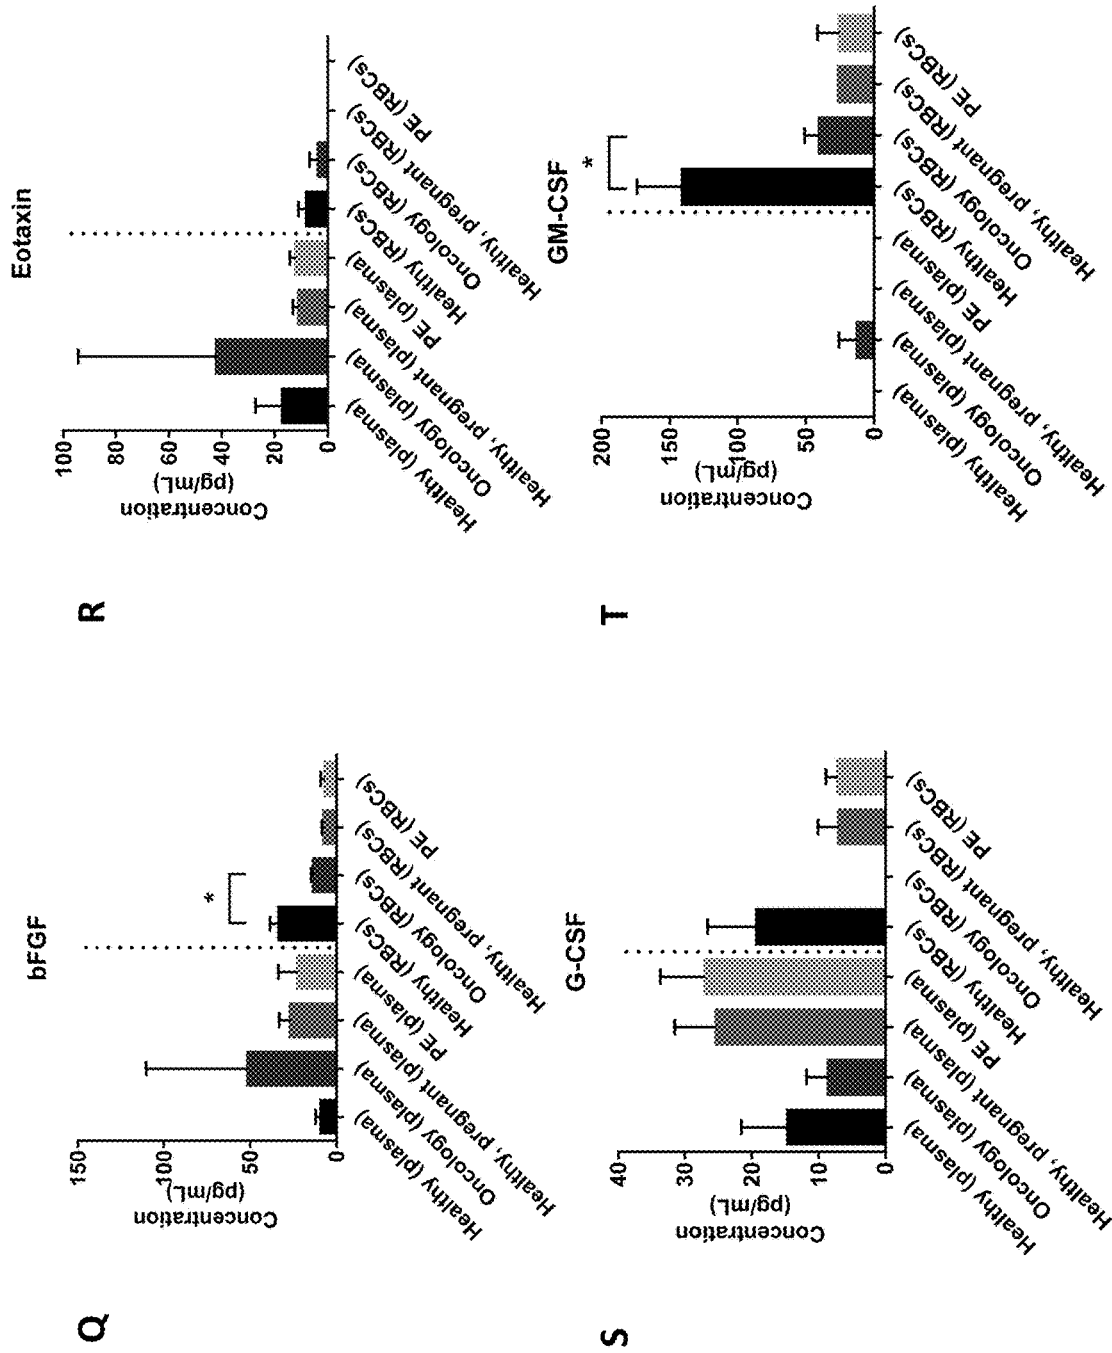 Q
bFGF
Concentration
(pg/mL)
150
100
50
0
*
Healthy (plasma)
Oncology (plasma)
Healthy, pregnant (plasma)
PE (plasma)
Healthy (RBCs)
Oncology (RBCs)
Healthy, pregnant (RBCs)
PE (RBCs)
R
Eotaxin
Concentration
(pg/mL)
100
80
60
40
20
0
Healthy (plasma)
Oncology (plasma)
Healthy, pregnant (plasma)
PE (plasma)
Healthy (RBCs)
Oncology (RBCs)
Healthy, pregnant (RBCs)
PE (RBCs)
S
G-CSF
Concentration
(pg/mL)
40
30
20
10
0
Healthy (plasma)
Oncology (plasma)
Healthy, pregnant (plasma)
PE (plasma)
Healthy (RBCs)
Oncology (RBCs)
Healthy, pregnant (RBCs)
PE (RBCs)
T
GM-CSF
Concentration
(pg/mL)
200
150
100
50
0
*
Healthy (plasma)
Oncology (plasma)
Healthy, pregnant (plasma)
PE (plasma)
Healthy (RBCs)
Oncology (RBCs)
Healthy, pregnant (RBCs)
PE (RBCs)